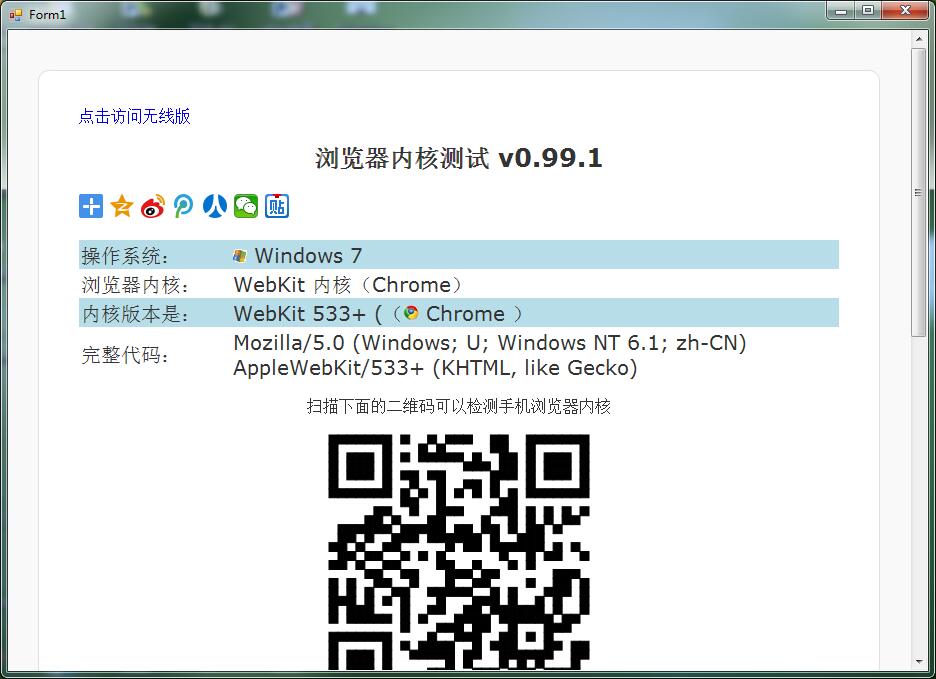 Form1
点击访问无线版
浏览器内核测试 v0.99.1
贴
操作系统: Windows 7
浏览器内核: WebKit 内核（Chrome）
内核版本是: WebKit 533+ (（ Chrome ）
完整代码: Mozilla/5.0 (Windows; U; Windows NT 6.1; zh-CN)
AppleWebKit/533+ (KHTML, like Gecko)
扫描下面的二维码可以检测手机浏览器内核